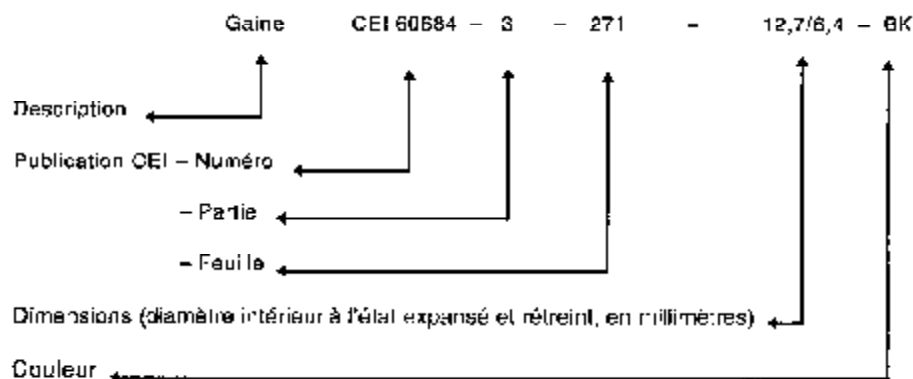 Gaine CEI 60684 – 3 – 271 – 12,7/6,4 – BK
Description
Publication CEI – Numéro
– Partie
– Feuille
Dimensions (diamètre intérieur à l'état expansé et rétreint, en millimètres)
Couleur